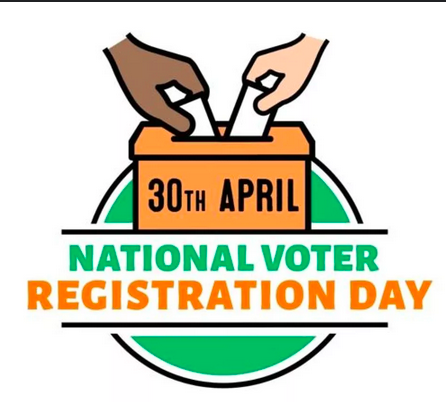 30TH APRIL
NATIONAL VOTER
REGISTRATION DAY